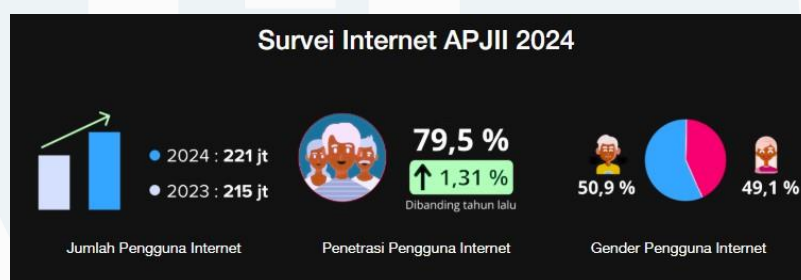 Survei Internet APJII 2024
2024 : 221 jt
2023 : 215 jt
Jumlah Pengguna Internet
79,5 %
1,31 %
Dibanding tahun lalu
Penetrasi Pengguna Internet
50,9 %
49,1 %
Gender Pengguna Internet